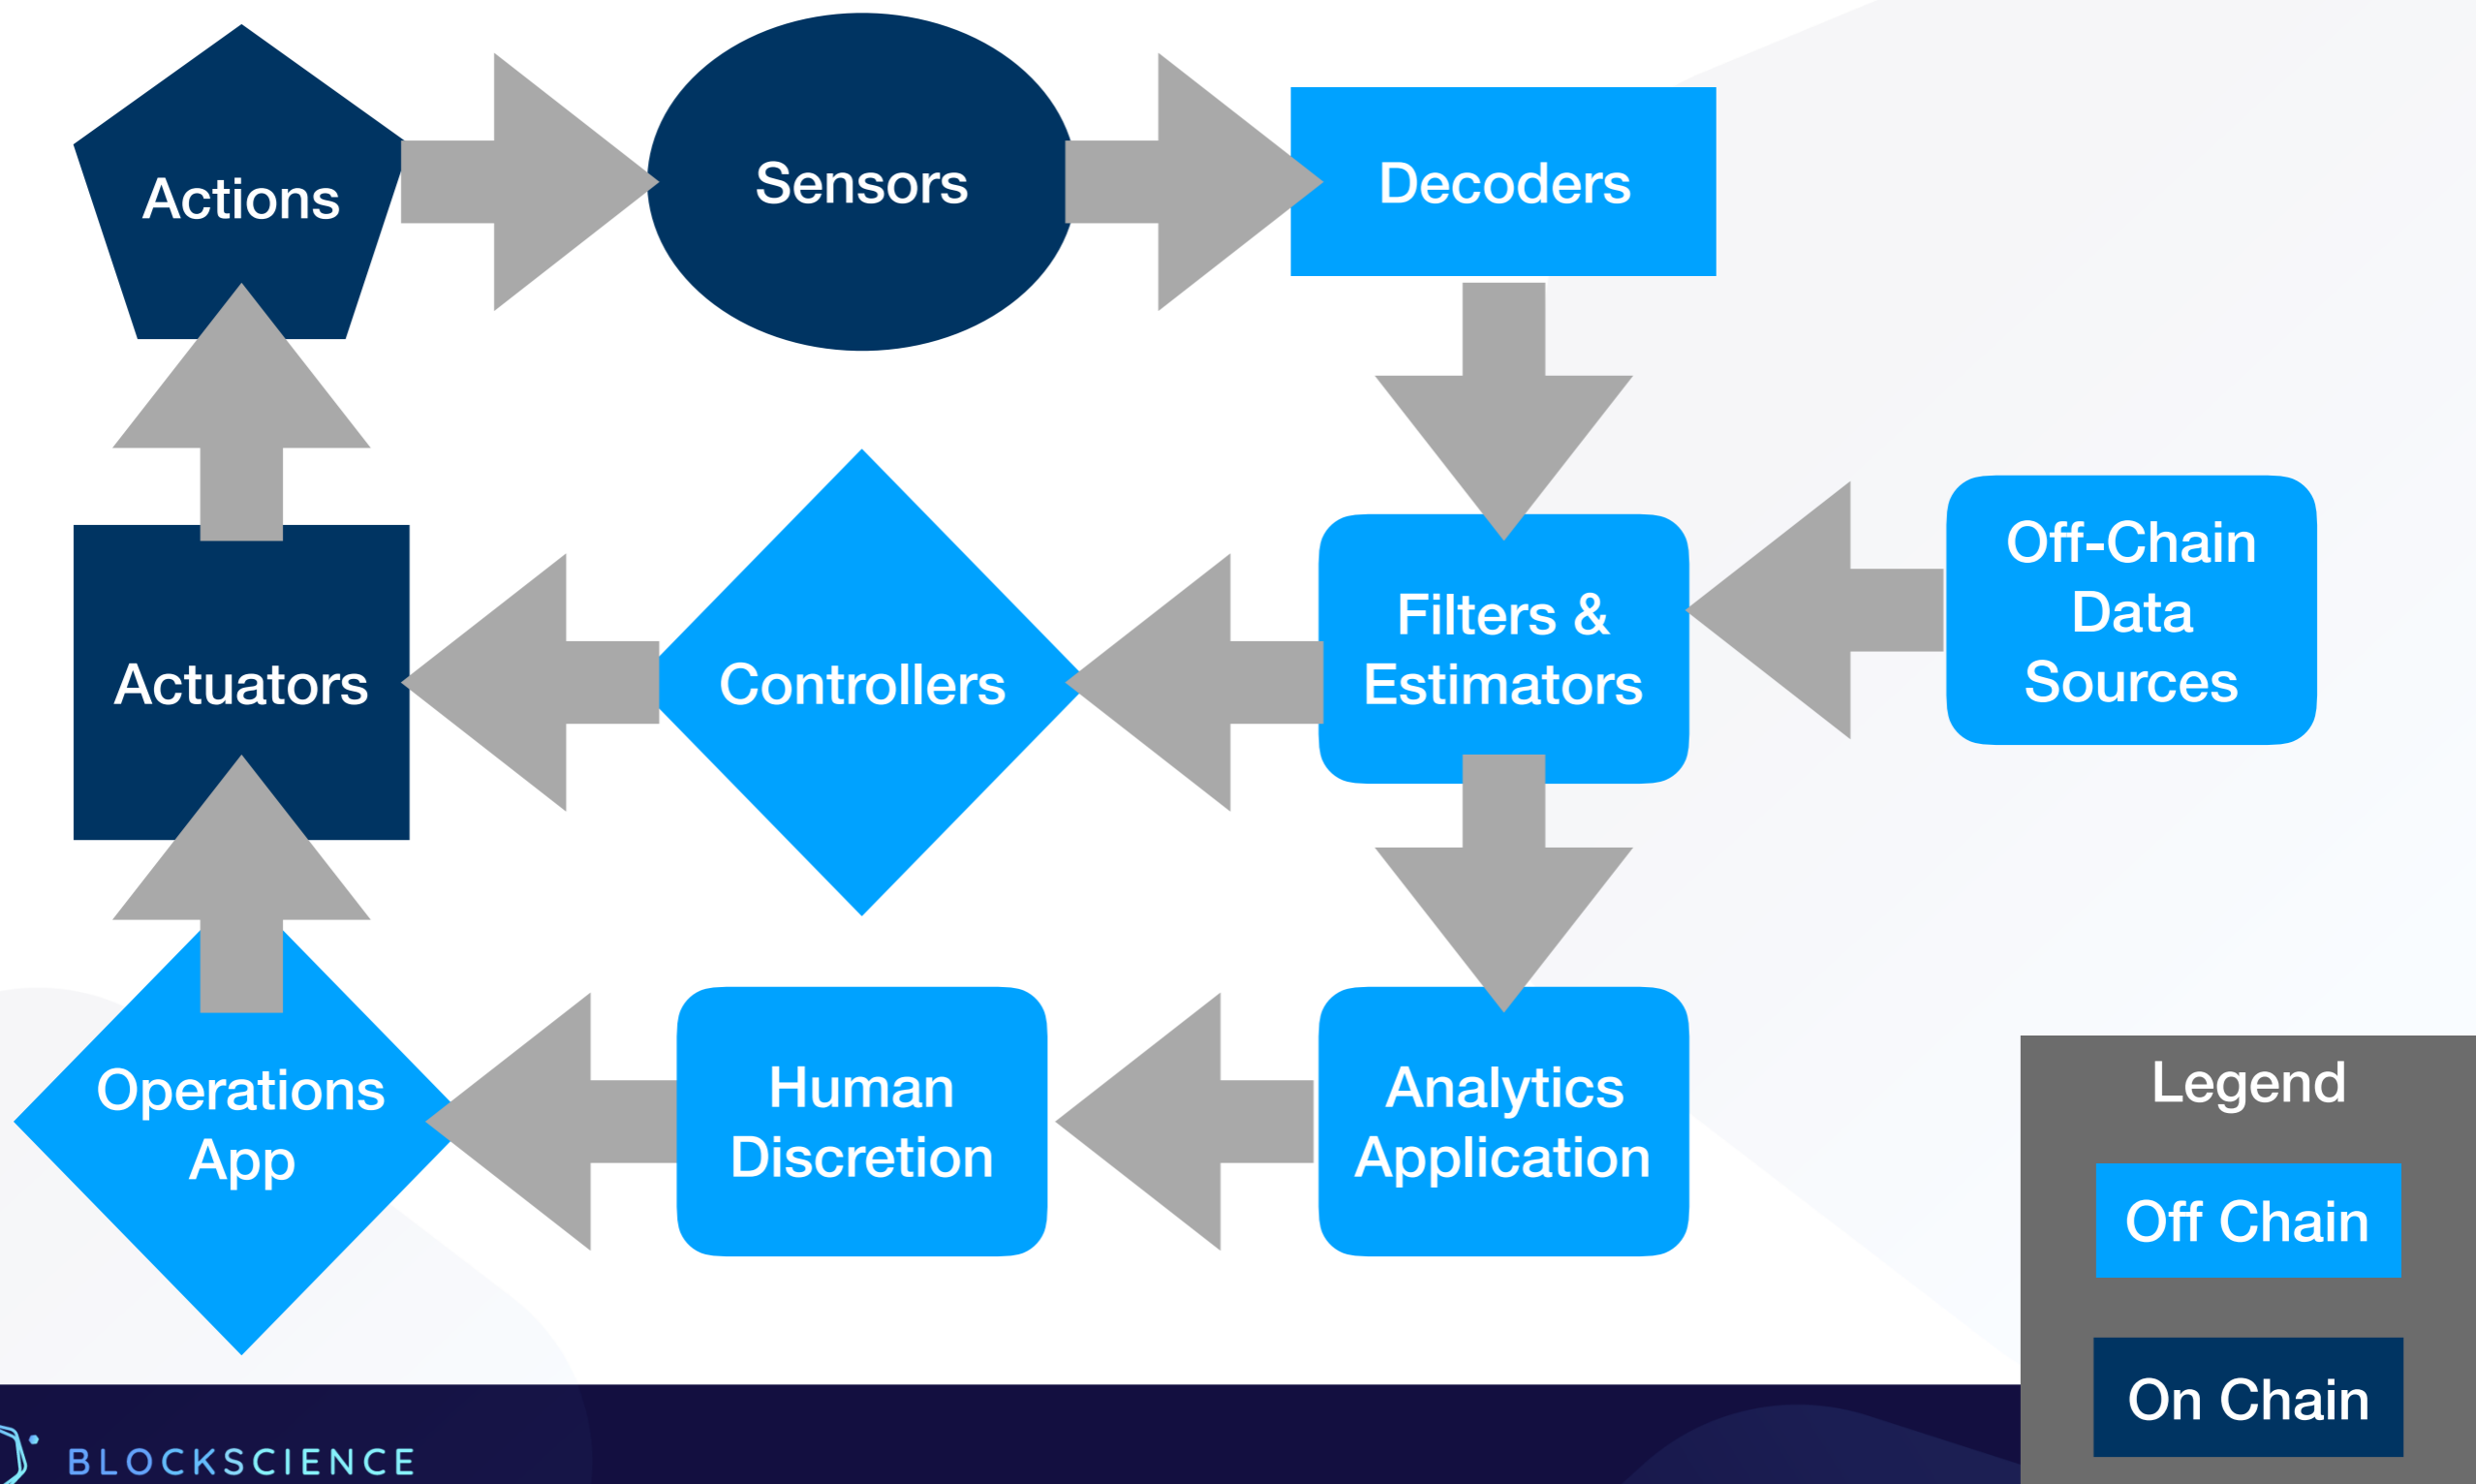 Actions
Sensors
Decoders
Actuators
Controllers
Filters &
Estimators
Off-Chain
Data
Sources
Operations
App
Human
Discretion
Analytics
Application
Legend
Off Chain
On Chain
BLOCKSCIENCE